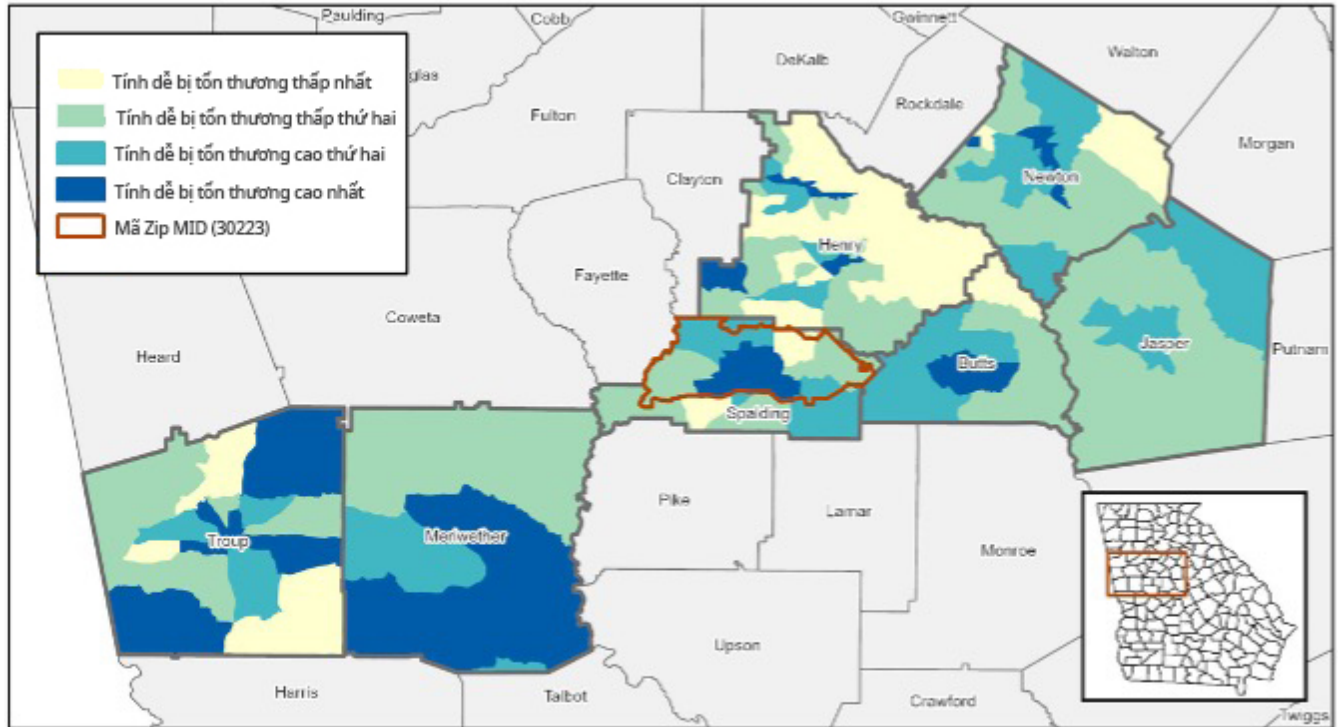 Paulding
Cobb
Gwinnett
Walton
DeKalb
glas
Rockdale
Tính dễ bị tổn thương thấp nhất
Tính dễ bị tổn thương thấp thứ hai
Tính dễ bị tổn thương cao thứ hai
Tính dễ bị tổn thương cao nhất
Mã Zip MID (30223)
Fulton
Morgan
Clayton
Newton
Henry
Fayette
Coweta
Heard
Jasper
Putnam
Butts
Spalding
Pike
Lamar
Troup
Meriwether
Monroe
Upson
Harris
Talbot
Crawford
Twiggs